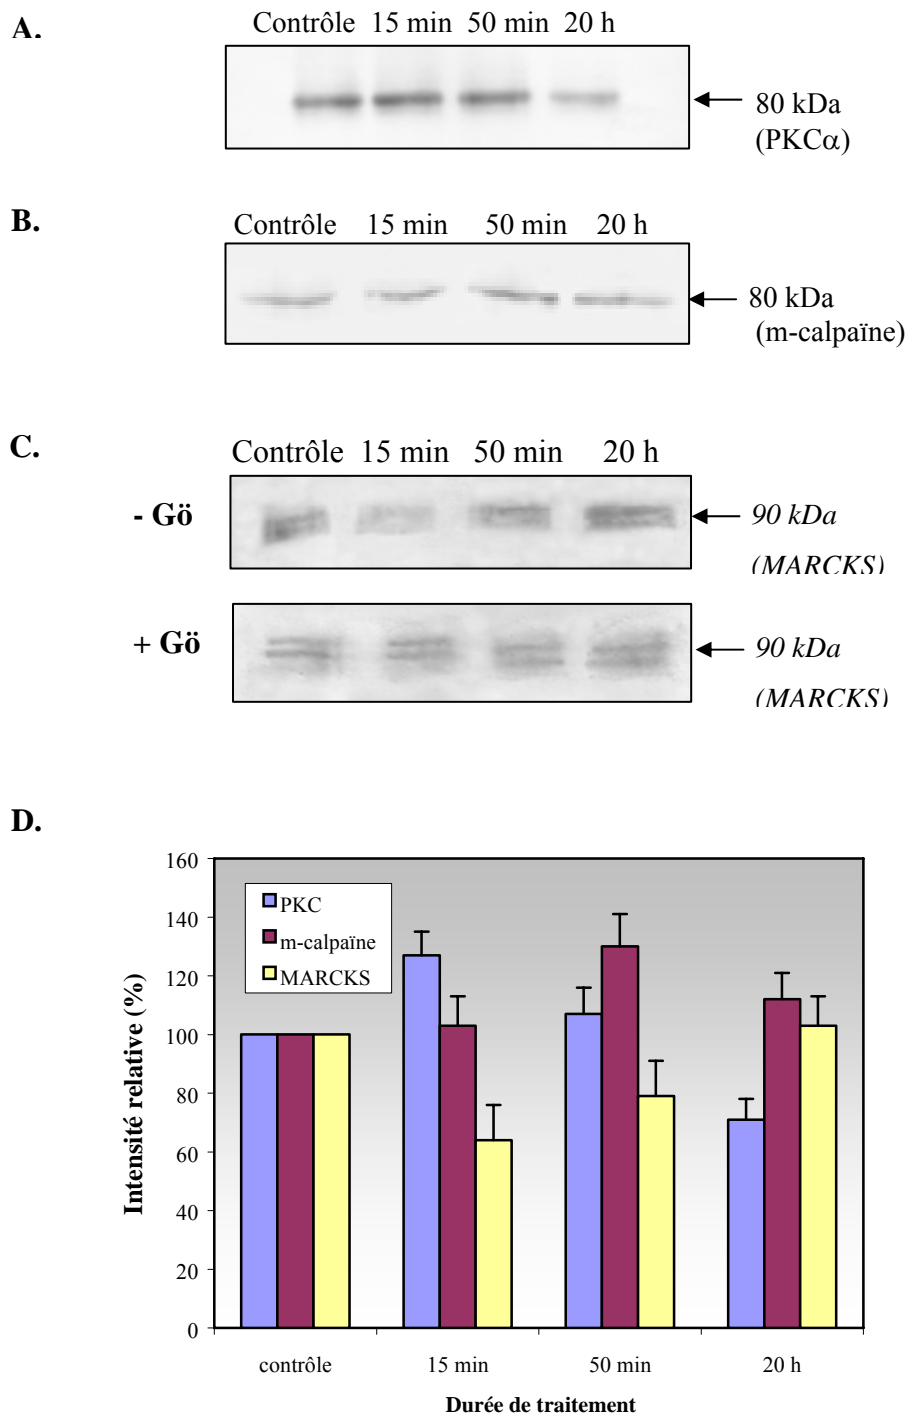 A.
Contrôle 15 min 50 min 20 h
80 kDa
(PKCα)
B.
Contrôle 15 min 50 min 20 h
80 kDa
(m-calpaïne)
C.
Contrôle 15 min 50 min 20 h
- Gö
90 kDa
(MARCKS)
+ Gö
90 kDa
(MARCKS)
D.
160
140
120
100
80
60
40
20
0
Intensité relative (%)
PKC
m-calpaïne
MARCKS
contrôle 15 min 50 min 20 h
Durée de traitement